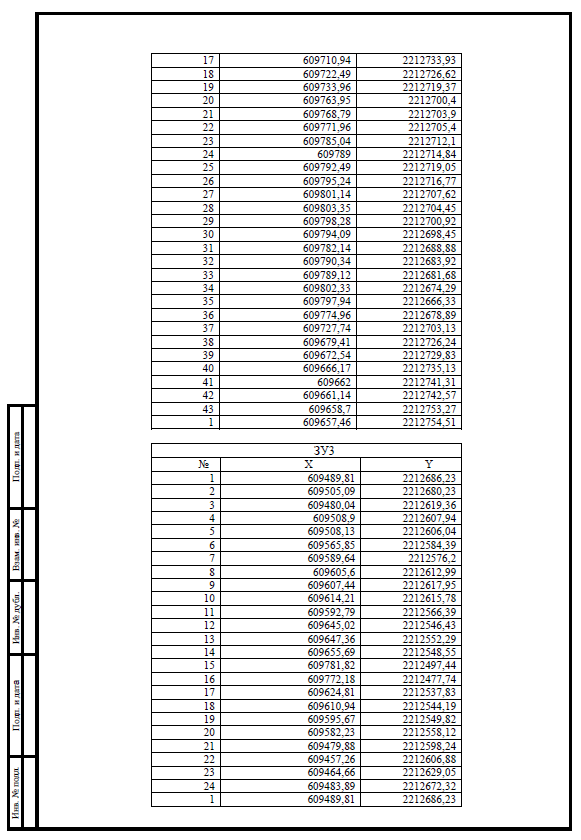 17 609710,94 2212733,93
18 609722,49 2212726,62
19 609733,96 2212719,37
20 609763,95 2212700,4
21 609768,79 2212703,9
22 609771,96 2212705,4
23 609785,04 2212712,1
24 609789 2212714,84
25 609792,49 2212719,05
26 609795,24 2212716,77
27 609801,14 2212707,62
28 609803,35 2212704,45
29 609798,28 2212700,92
30 609794,09 2212698,45
31 609782,14 2212688,88
32 609790,34 2212683,92
33 609789,12 2212681,68
34 609802,33 2212674,29
35 609797,94 2212666,33
36 609774,96 2212678,89
37 609727,74 2212703,13
38 609679,41 2212726,24
39 609672,54 2212729,83
40 609666,17 2212735,13
41 609662 2212741,31
42 609661,14 2212742,57
43 609658,7 2212753,27
1 609657,46 2212754,51
ЗУ3
№ X Y
1 609489,81 2212686,23
2 609505,09 2212680,23
3 609480,04 2212619,36
4 609508,9 2212607,94
5 609508,13 2212606,04
6 609565,85 2212584,39
7 609589,64 2212576,2
8 609605,6 2212612,99
9 609607,44 2212617,95
10 609614,21 2212615,78
11 609592,79 2212566,39
12 609645,02 2212546,43
13 609647,36 2212552,29
14 609655,69 2212548,55
15 609781,82 2212497,44
16 609772,18 2212477,74
17 609624,81 2212537,83
18 609610,94 2212544,19
19 609595,67 2212549,82
20 609582,23 2212558,12
21 609479,88 2212598,24
22 609457,26 2212606,88
23 609464,66 2212629,05
24 609483,89 2212672,32
1 609489,81 2212686,23
Подп. и дата
Взам. инв. №
Инв. № дубл.
Подп. и дата
Инв. № подл.